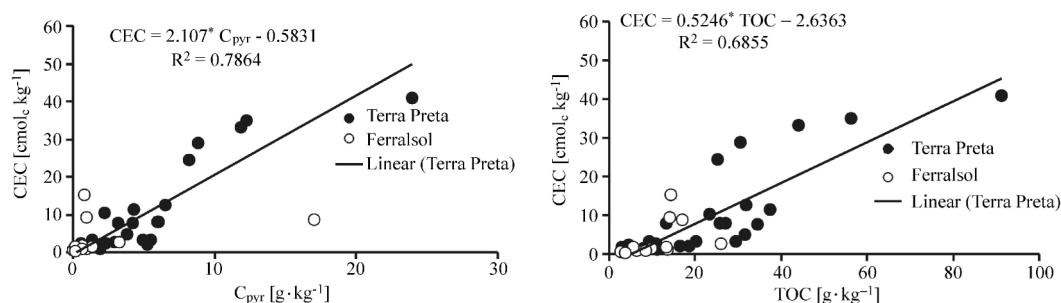 CEC = 2.107* Cpyr - 0.5831
R² = 0.7864
60
50
40
30
20
10
0
CEC [cmolc kg-1]
Terra Preta
Ferralsol
Linear (Terra Preta)
0
10
20
30
Cpyr [g·kg-1]
CEC = 0.5246* TOC – 2.6363
R² = 0.6855
60
50
40
30
20
10
0
CEC [cmolc kg-1]
Terra Preta
Ferralsol
Linear (Terra Preta)
0
20
40
60
80
100
TOC [g·kg–1]